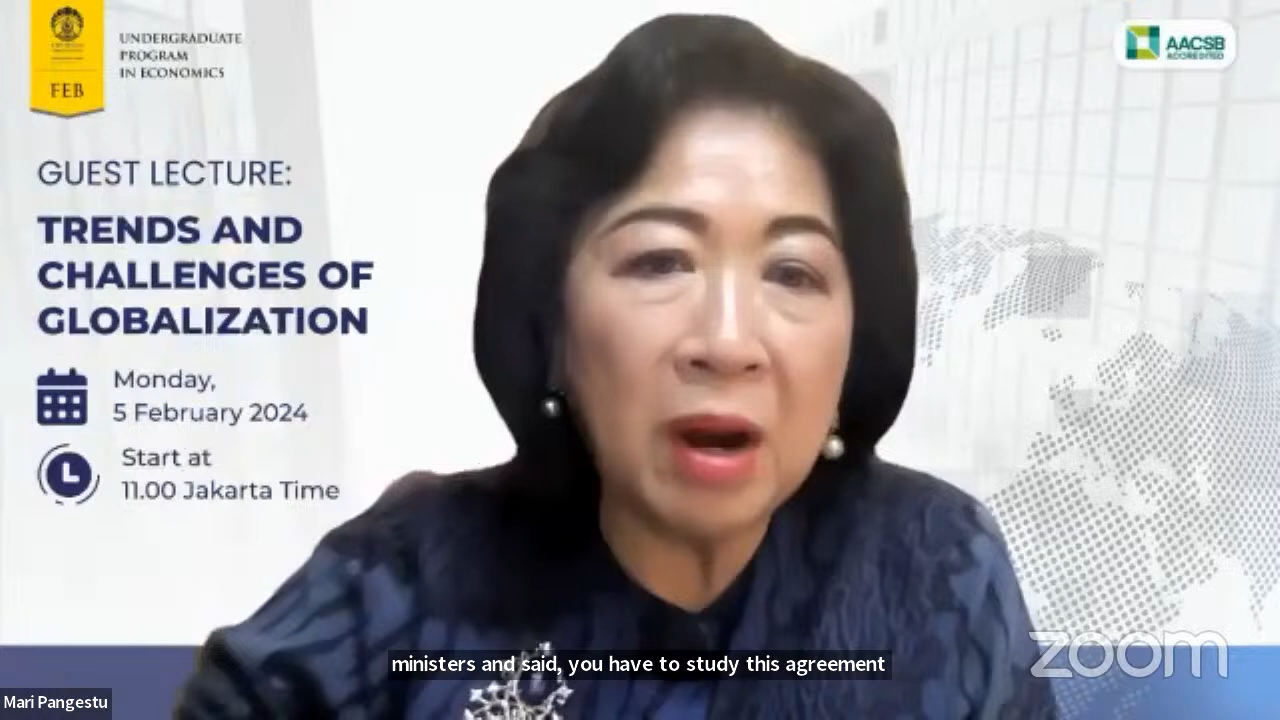 FEB
UNDERGRADUATE
PROGRAM
IN ECONOMICS
AACSB
ACCREDITED
GUEST LECTURE:
TRENDS AND
CHALLENGES OF
GLOBALIZATION
Monday,
5 February 2024
Start at
11.00 Jakarta Time
ministers and said, you have to study this agreement
zoom
Mari Pangestu